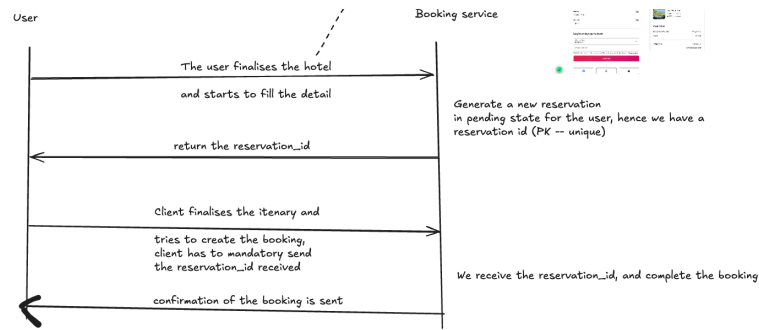 User
Booking service
The user finalises the hotel
and starts to fill the detail
Generate a new reservation
in pending state for the user, hence we have a
reservation id (PK -- unique)
return the reservation_id
Client finalises the itenary and
tries to create the booking,
client has to mandatory send
the reservation_id received
We receive the reservation_id, and complete the booking
confirmation of the booking is sent